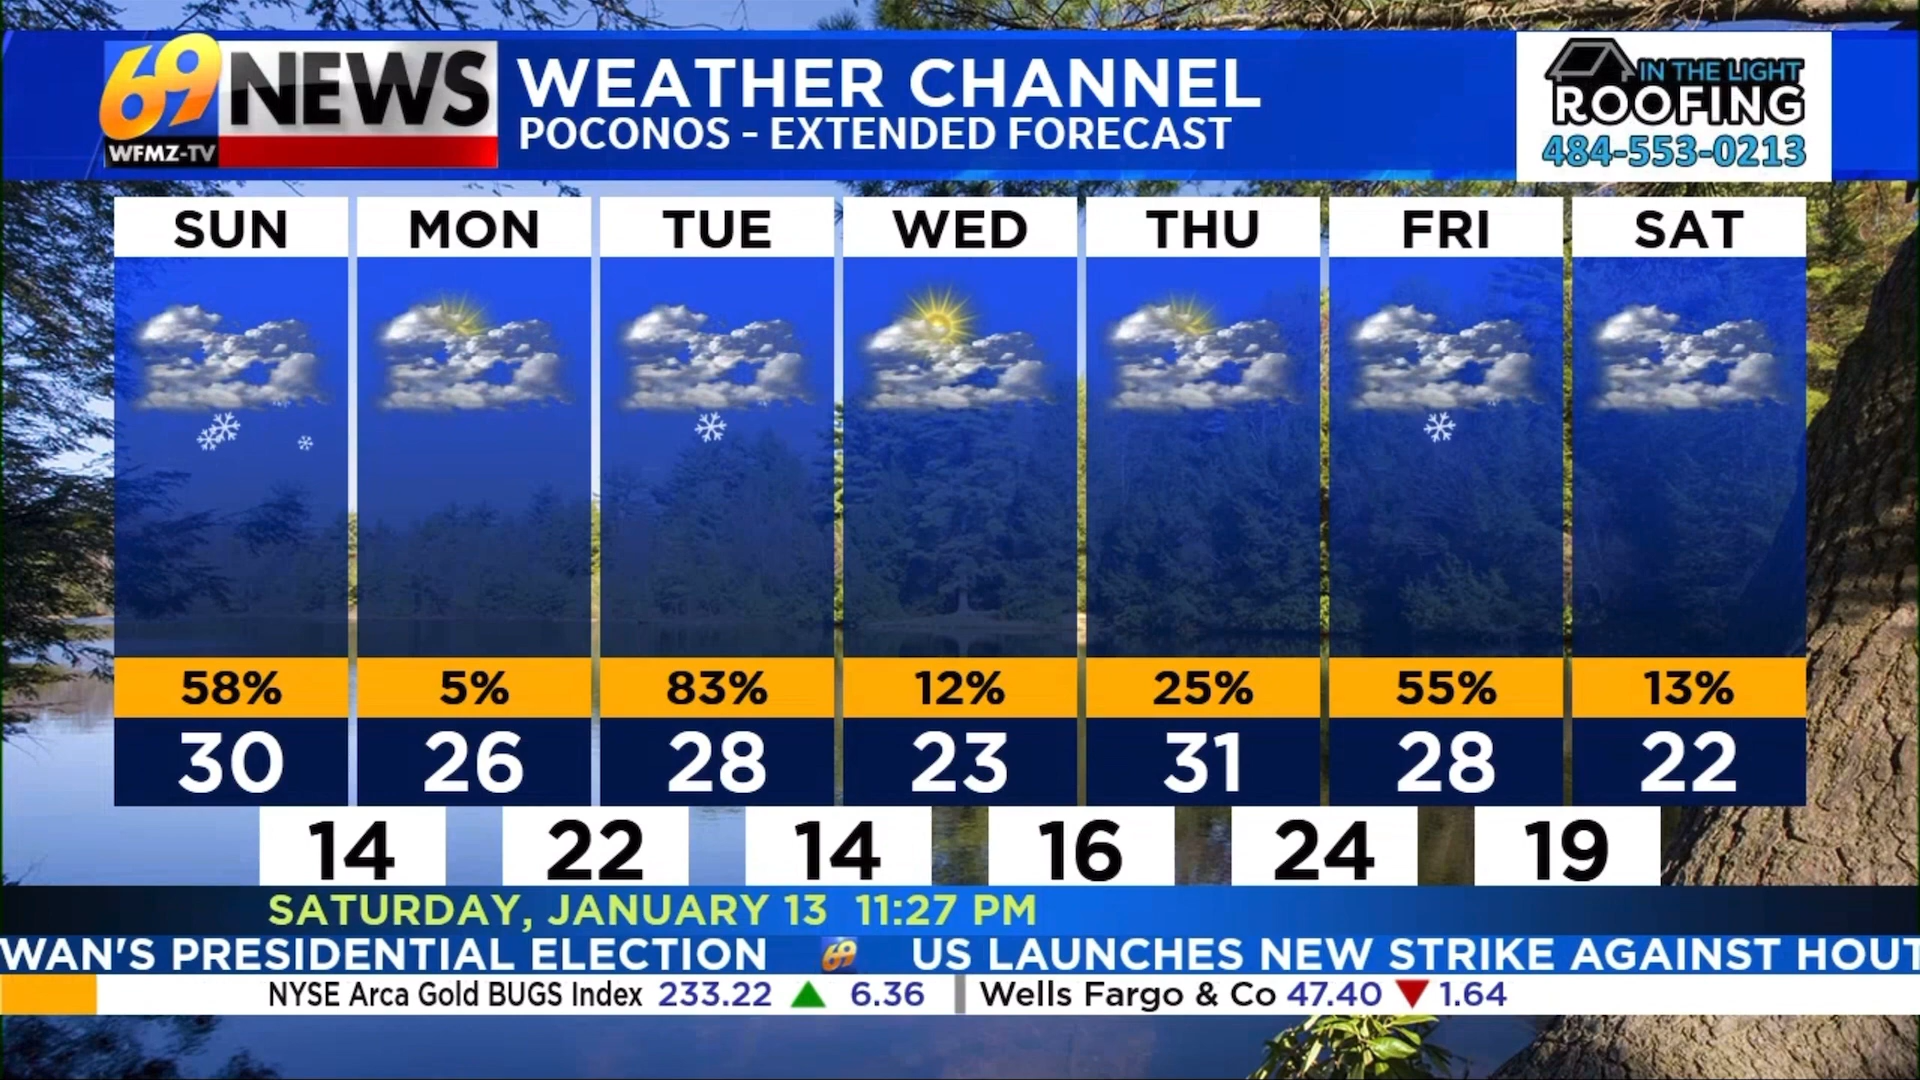 69 NEWS
WFMZ-TV
WEATHER CHANNEL
POCONOS - EXTENDED FORECAST
IN THE LIGHT
ROOFING
484-553-0213
SUN MON TUE WED THU FRI SAT
58% 5% 83% 12% 25% 55% 13%
30 26 28 23 31 28 22
14 22 14 16 24 19
SATURDAY, JANUARY 13 11:27 PM
WAN'S PRESIDENTIAL ELECTION 69 US LAUNCHES NEW STRIKE AGAINST HOUT
NYSE Arca Gold BUGS Index 233.22 ▲ 6.36 Wells Fargo & Co 47.40 ▼ 1.64